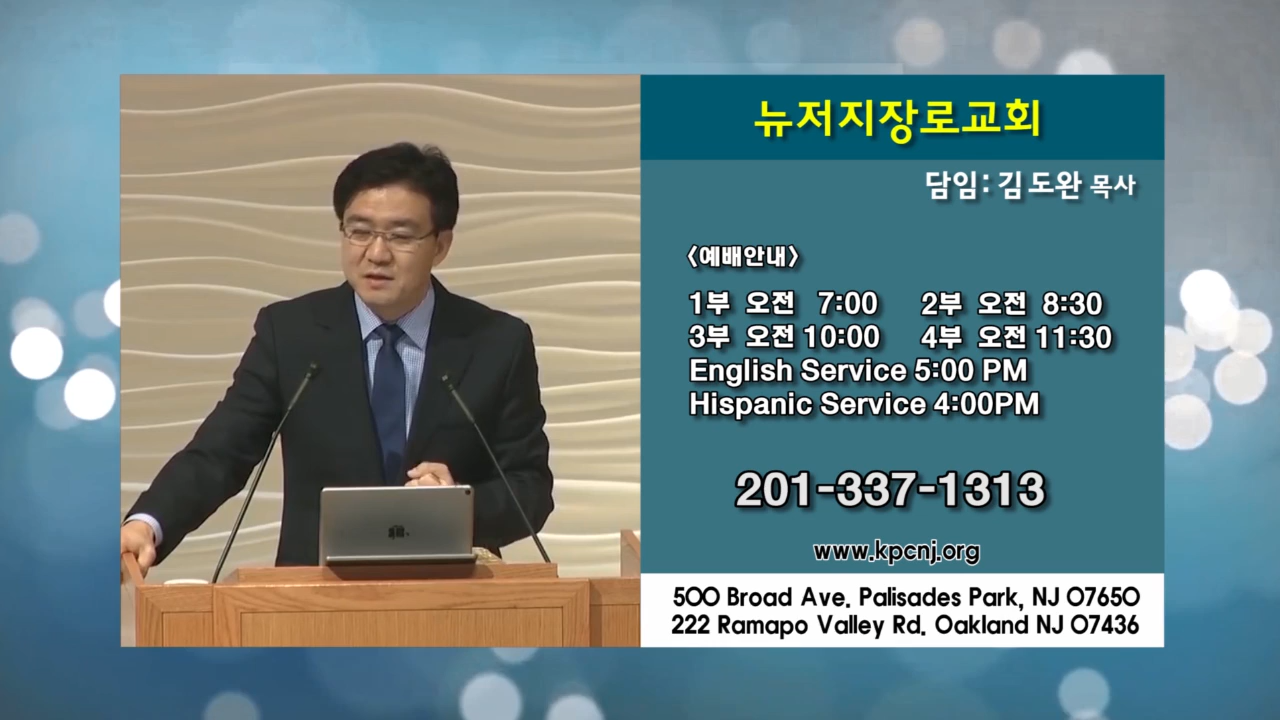 뉴저지장로교회
담임: 김도완 목사
<예배안내>
1부 오전 7:00 2부 오전 8:30
3부 오전 10:00 4부 오전 11:30
English Service 5:00 PM
Hispanic Service 4:00PM
201-337-1313
www.kpcnj.org
500 Broad Ave. Palisades Park, NJ 07650
222 Ramapo Valley Rd. Oakland NJ 07436